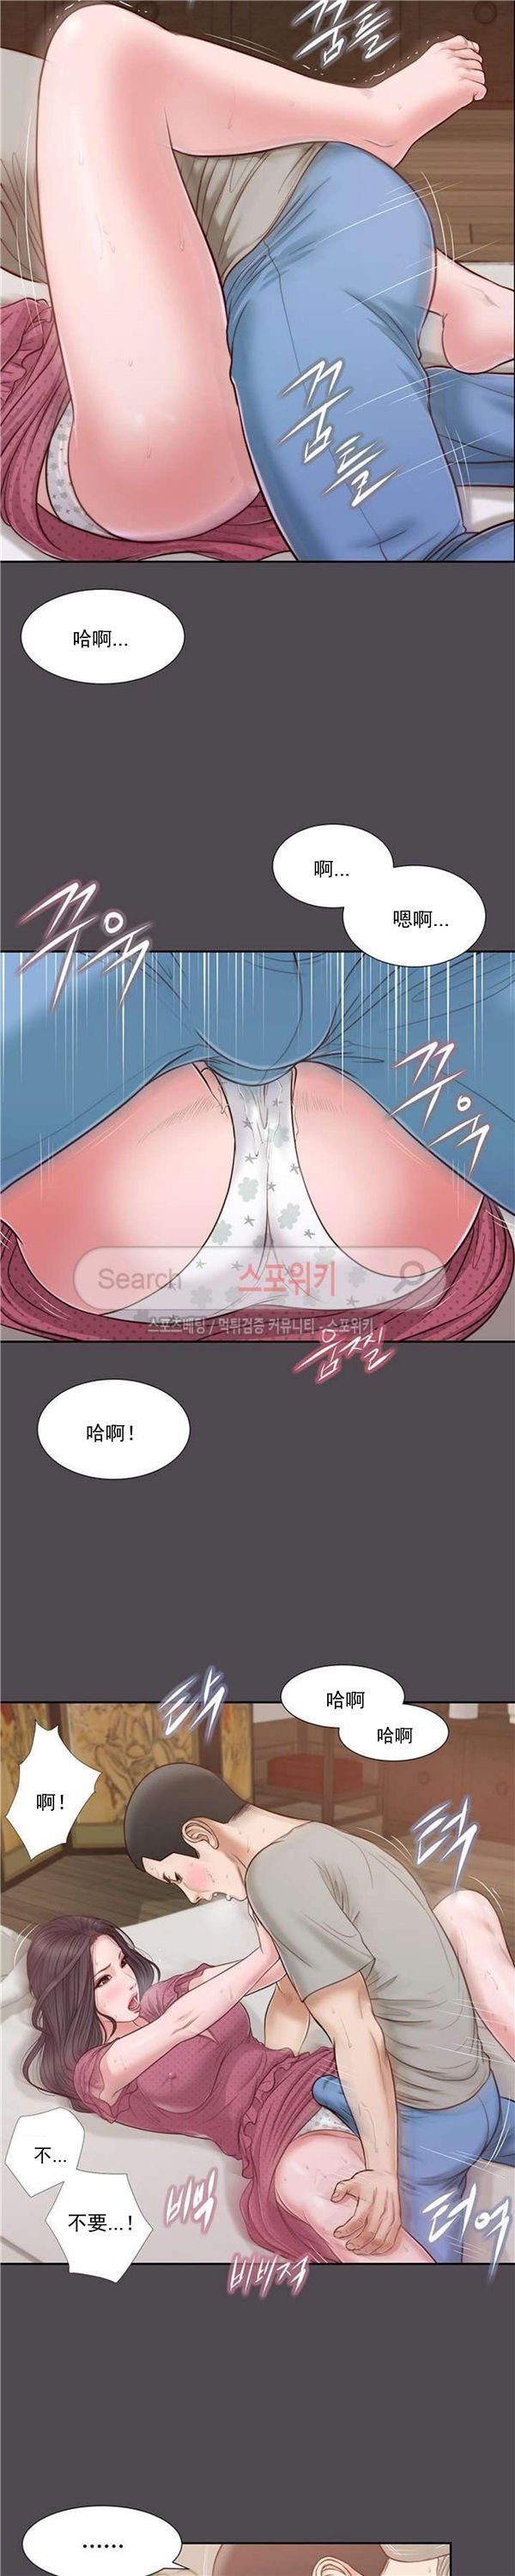 꿈틀
꿈틀
哈啊...
啊...
嗯啊...
꾸욱
꾸욱
Search 스포위키
스포츠배팅 / 먹튀검증 커뮤니티 - 스포위키
움찔
哈啊!
탁
哈啊
哈啊
啊!
턱
不...
不要...!
비빅
터억
비비적
......